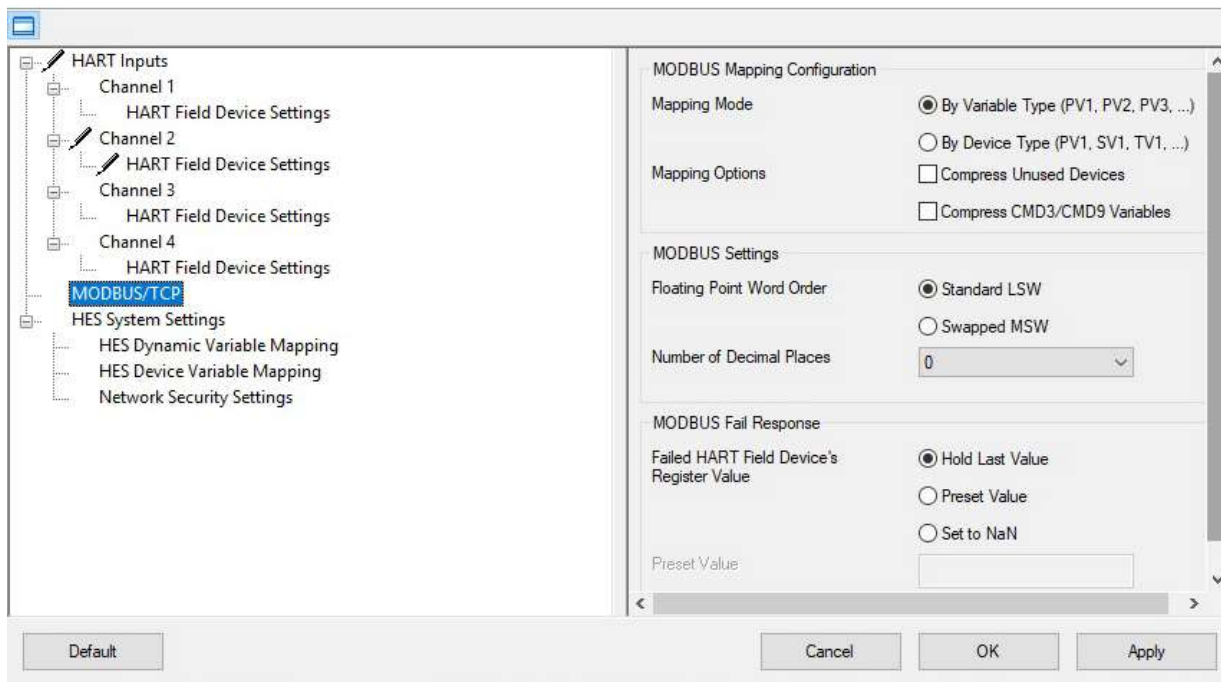 HART Inputs
Channel 1
HART Field Device Settings
Channel 2
HART Field Device Settings
Channel 3
HART Field Device Settings
Channel 4
HART Field Device Settings
MODBUS/TCP
HES System Settings
HES Dynamic Variable Mapping
HES Device Variable Mapping
Network Security Settings
MODBUS Mapping Configuration
Mapping Mode
By Variable Type (PV1, PV2, PV3, ...)
By Device Type (PV1, SV1, TV1, ...)
Mapping Options
Compress Unused Devices
Compress CMD3/CMD9 Variables
MODBUS Settings
Floating Point Word Order
Standard LSW
Swapped MSW
Number of Decimal Places
0
MODBUS Fail Response
Failed HART Field Device's
Register Value
Hold Last Value
Preset Value
Set to NaN
Preset Value
Default
Cancel
OK
Apply